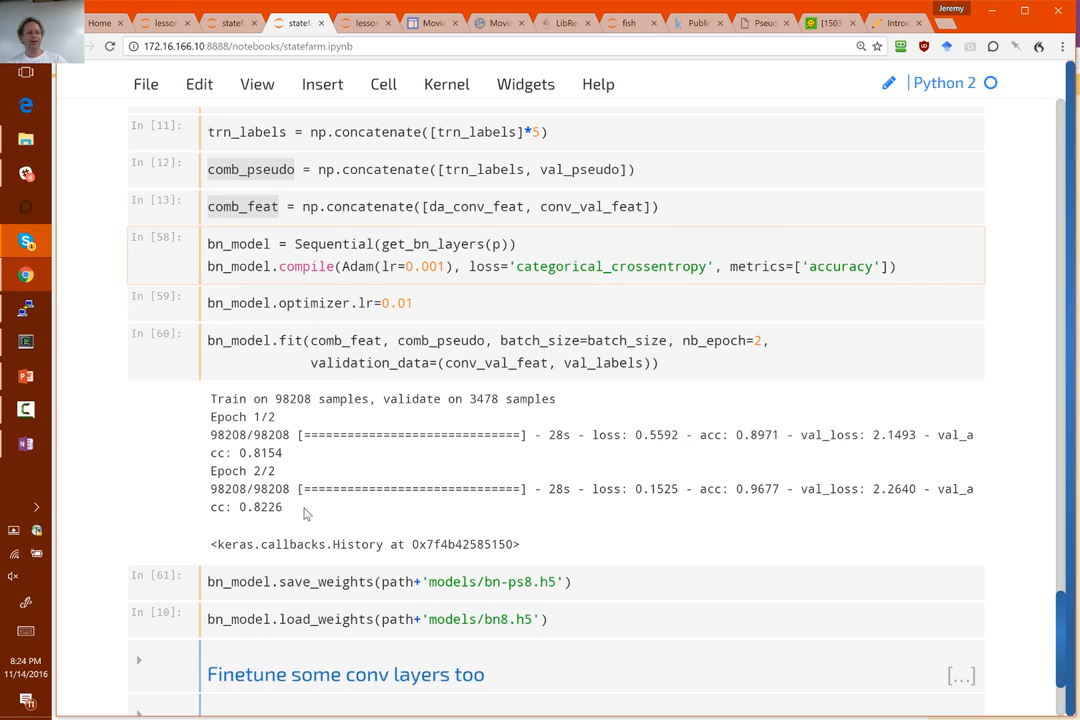 Jeremy
Home
lesson
statef
statef
lesson
Movie
Movie
LibRe
fish
Public
Pseud
[1503
Introd
172.16.166.10:8888/notebooks/statefarm.ipynb
File Edit View Insert Cell Kernel Widgets Help
Python 2
In [11]: trn_labels = np.concatenate([trn_labels]*5)
In [12]: comb_pseudo = np.concatenate([trn_labels, val_pseudo])
In [13]: comb_feat = np.concatenate([da_conv_feat, conv_val_feat])
In [58]: bn_model = Sequential(get_bn_layers(p))
bn_model.compile(Adam(lr=0.001), loss='categorical_crossentropy', metrics=['accuracy'])
In [59]: bn_model.optimizer.lr=0.01
In [60]: bn_model.fit(comb_feat, comb_pseudo, batch_size=batch_size, nb_epoch=2,
validation_data=(conv_val_feat, val_labels))
Train on 98208 samples, validate on 3478 samples
Epoch 1/2
98208/98208 [==============================] - 28s - loss: 0.5592 - acc: 0.8971 - val_loss: 2.1493 - val_a
cc: 0.8154
Epoch 2/2
98208/98208 [==============================] - 28s - loss: 0.1525 - acc: 0.9677 - val_loss: 2.2640 - val_a
cc: 0.8226
<keras.callbacks.History at 0x7f4b42585150>
In [61]: bn_model.save_weights(path+'models/bn-ps8.h5')
In [10]: bn_model.load_weights(path+'models/bn8.h5')
Finetune some conv layers too
[...]
8:24 PM
11/14/2016